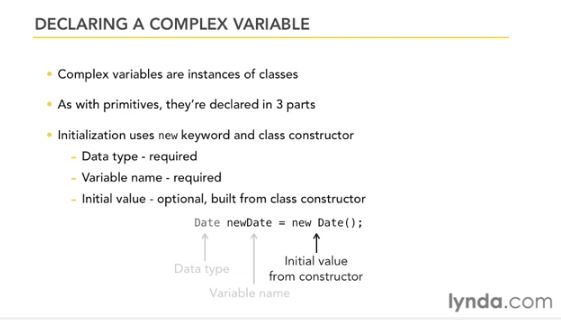 DECLARING A COMPLEX VARIABLE
• Complex variables are instances of classes
• As with primitives, they're declared in 3 parts
• Initialization uses new keyword and class constructor
– Data type - required
– Variable name - required
– Initial value - optional, built from class constructor
Date newDate = new Date();
Initial value
Data type
from constructor
Variable name
lynda.com